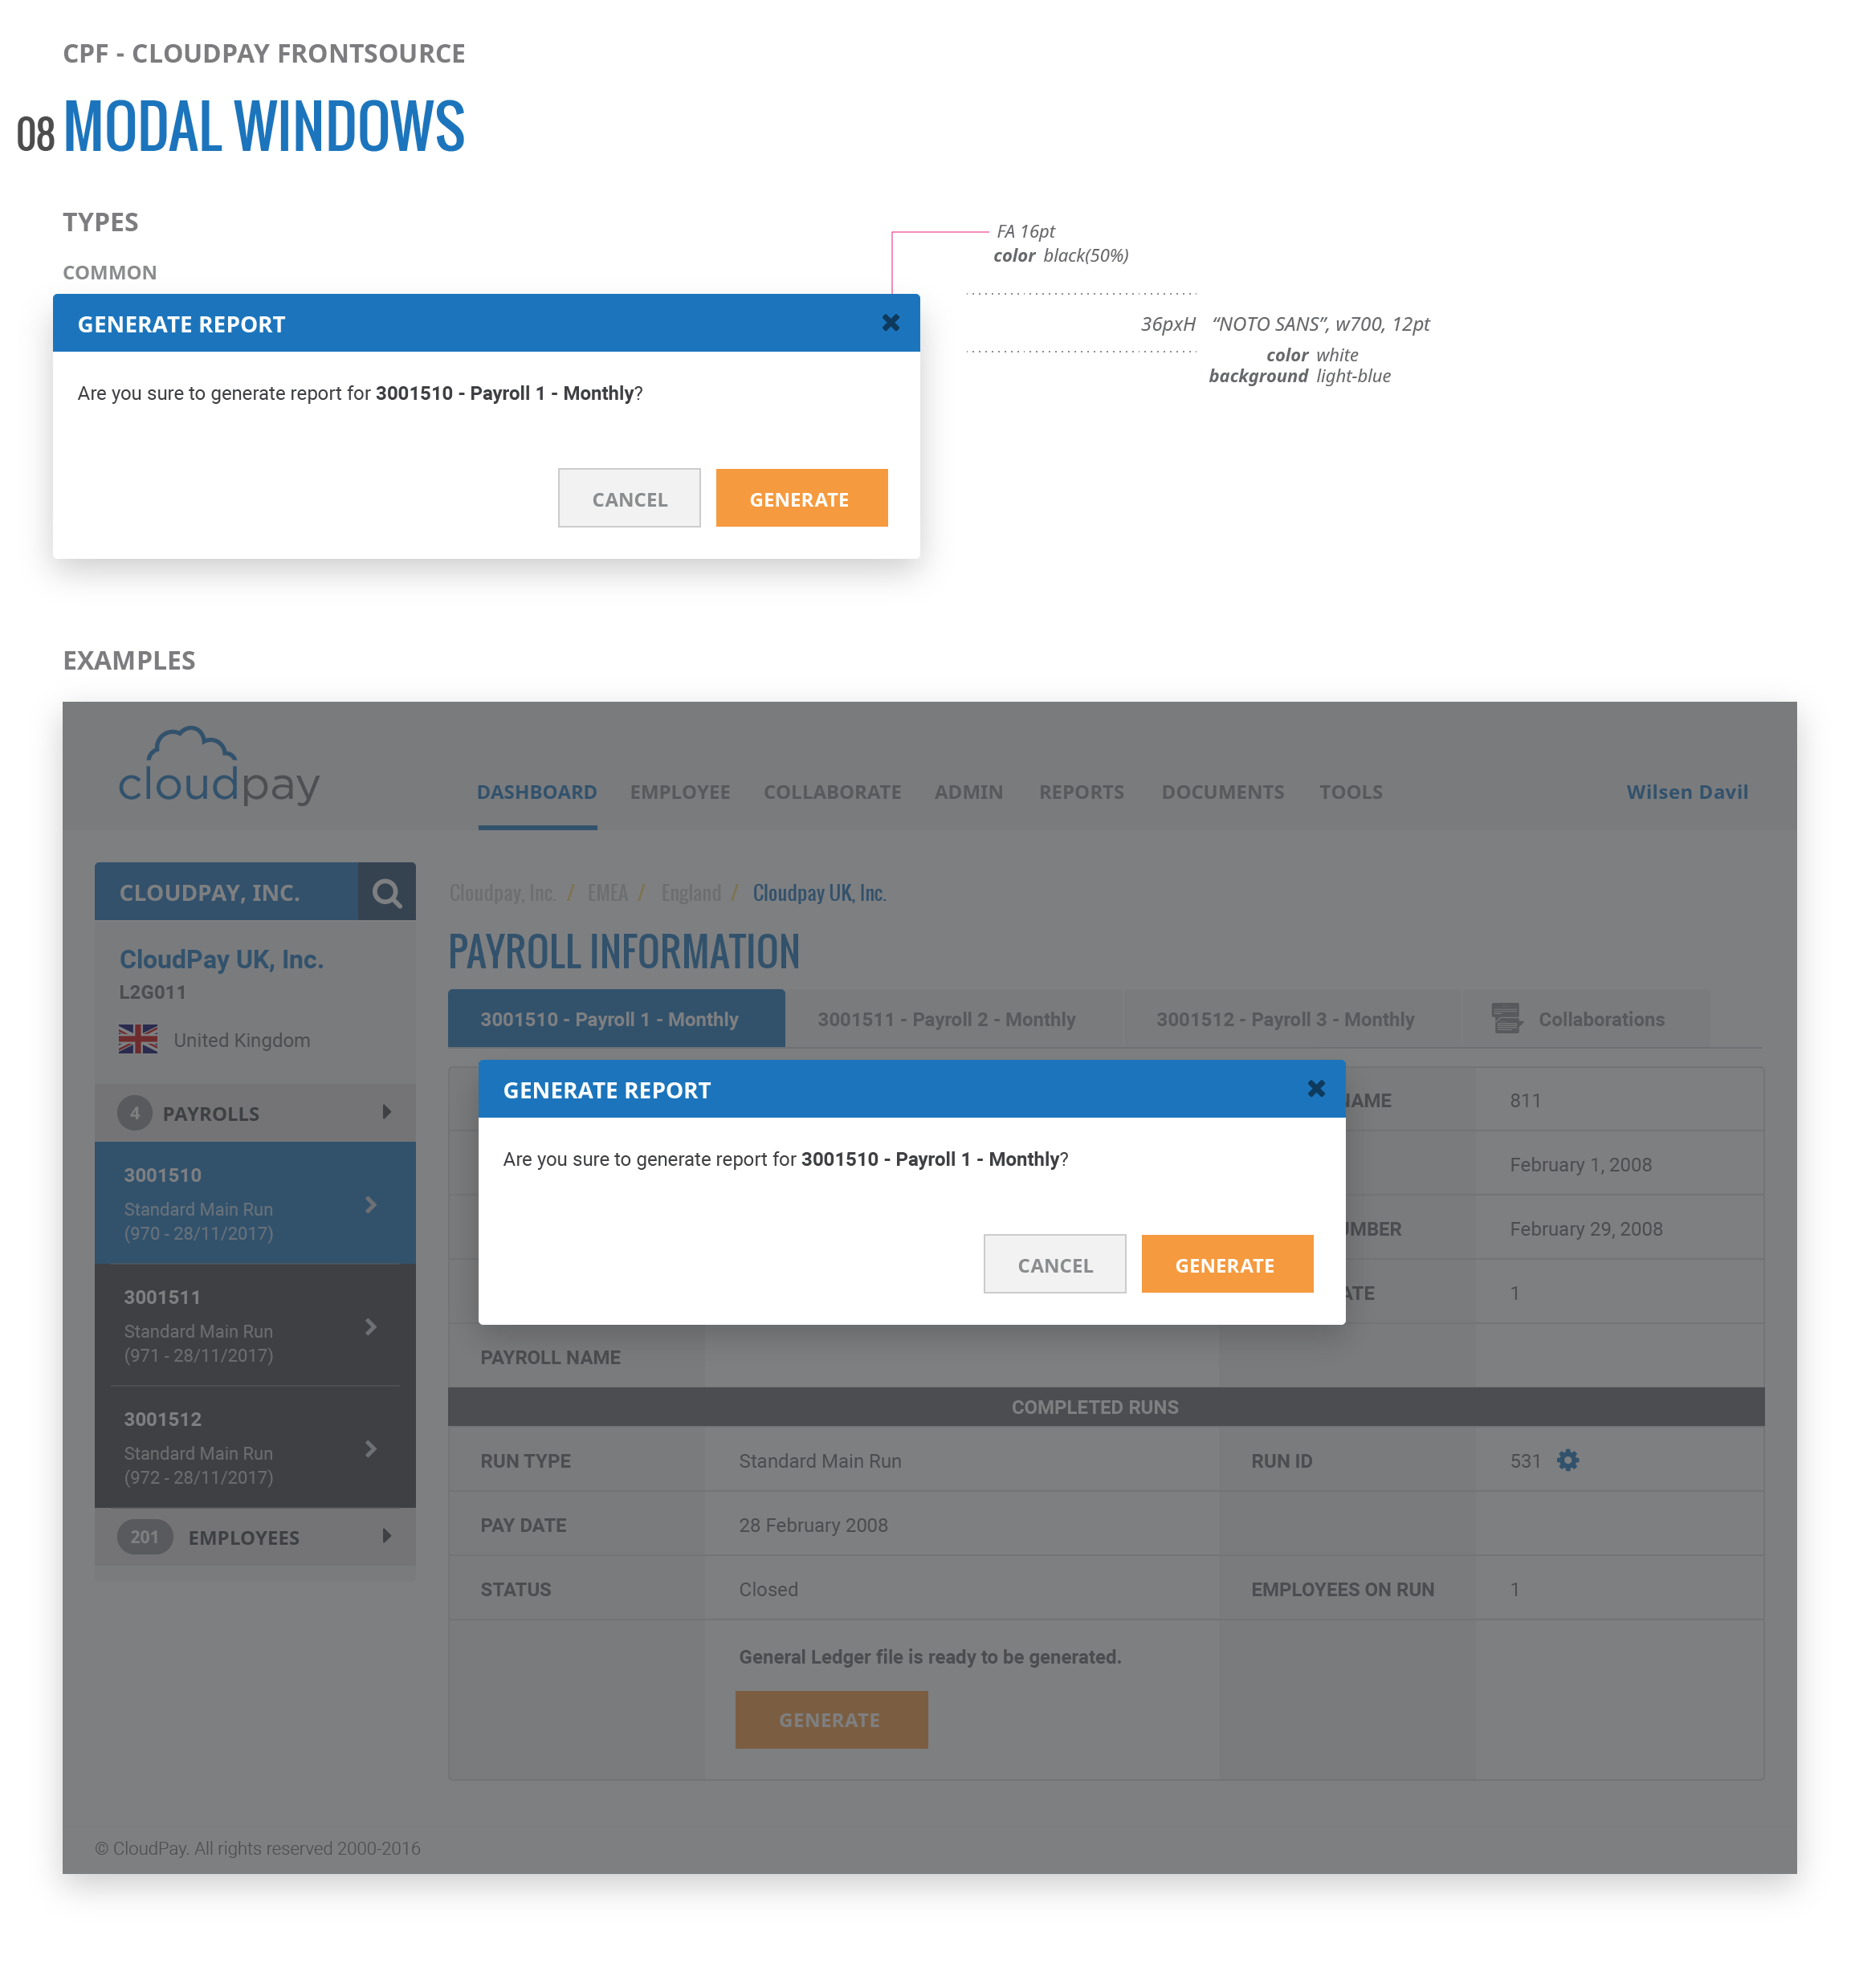 CPF - CLOUDPAY FRONTSOURCE
08 MODAL WINDOWS
TYPES
COMMON
FA 16pt
color black(50%)
GENERATE REPORT
36pxH “NOTO SANS”, w700, 12pt
color white
background light-blue
Are you sure to generate report for 3001510 - Payroll 1 - Monthly?
CANCEL GENERATE
EXAMPLES
cloudpay
DASHBOARD EMPLOYEE COLLABORATE ADMIN REPORTS DOCUMENTS TOOLS Wilsen Davil
CLOUDPAY, INC.
CloudPay UK, Inc.
L2G011
United Kingdom
4 PAYROLLS
3001510
Standard Main Run
(970 - 28/11/2017)
3001511
Standard Main Run
(971 - 28/11/2017)
3001512
Standard Main Run
(972 - 28/11/2017)
201 EMPLOYEES
Cloudpay, Inc. / EMEA / England / Cloudpay UK, Inc.
PAYROLL INFORMATION
3001510 - Payroll 1 - Monthly 3001511 - Payroll 2 - Monthly 3001512 - Payroll 3 - Monthly Collaborations
GENERATE REPORT
Are you sure to generate report for 3001510 - Payroll 1 - Monthly?
CANCEL GENERATE
811
February 1, 2008
February 29, 2008
1
PAYROLL NAME
COMPLETED RUNS
RUN TYPE Standard Main Run RUN ID 531
PAY DATE 28 February 2008
STATUS Closed EMPLOYEES ON RUN 1
General Ledger file is ready to be generated.
GENERATE
© CloudPay. All rights reserved 2000-2016